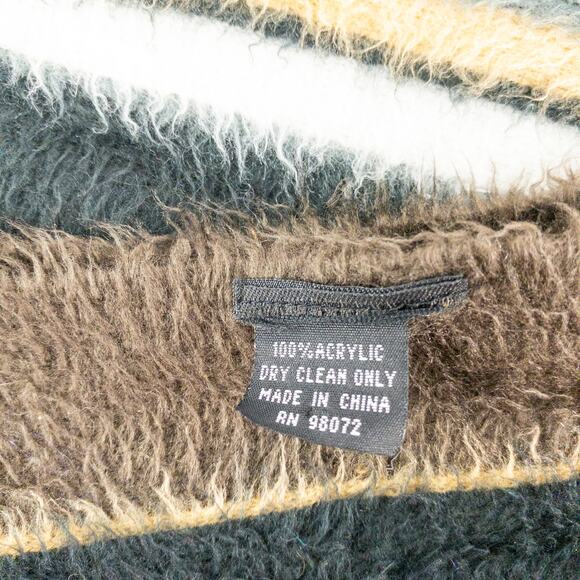 100% ACRYLIC
DRY CLEAN ONLY
MADE IN CHINA
RN 98072